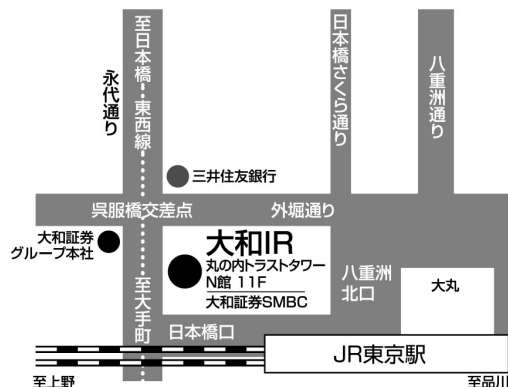 至日本橋
東西線
永代通り
日本橋さくら通り
八重洲通り
三井住友銀行
呉服橋交差点
外堀通り
大和証券
グループ本社
大和IR
丸の内トラストタワー
N館 11F
大和証券SMBC
八重洲
北口
大丸
至大手町
日本橋口
JR東京駅
至上野
至品川